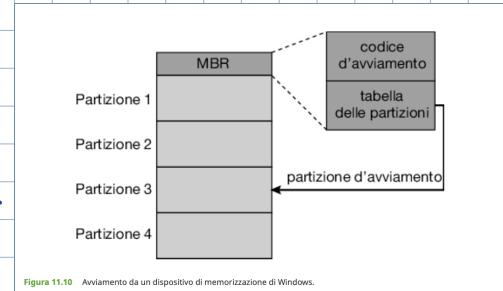 codice
d'avviamento
MBR
tabella
delle partizioni
Partizione 1
Partizione 2
partizione d'avviamento
Partizione 3
Partizione 4
Figura 11.10 Avviamento da un dispositivo di memorizzazione di Windows.